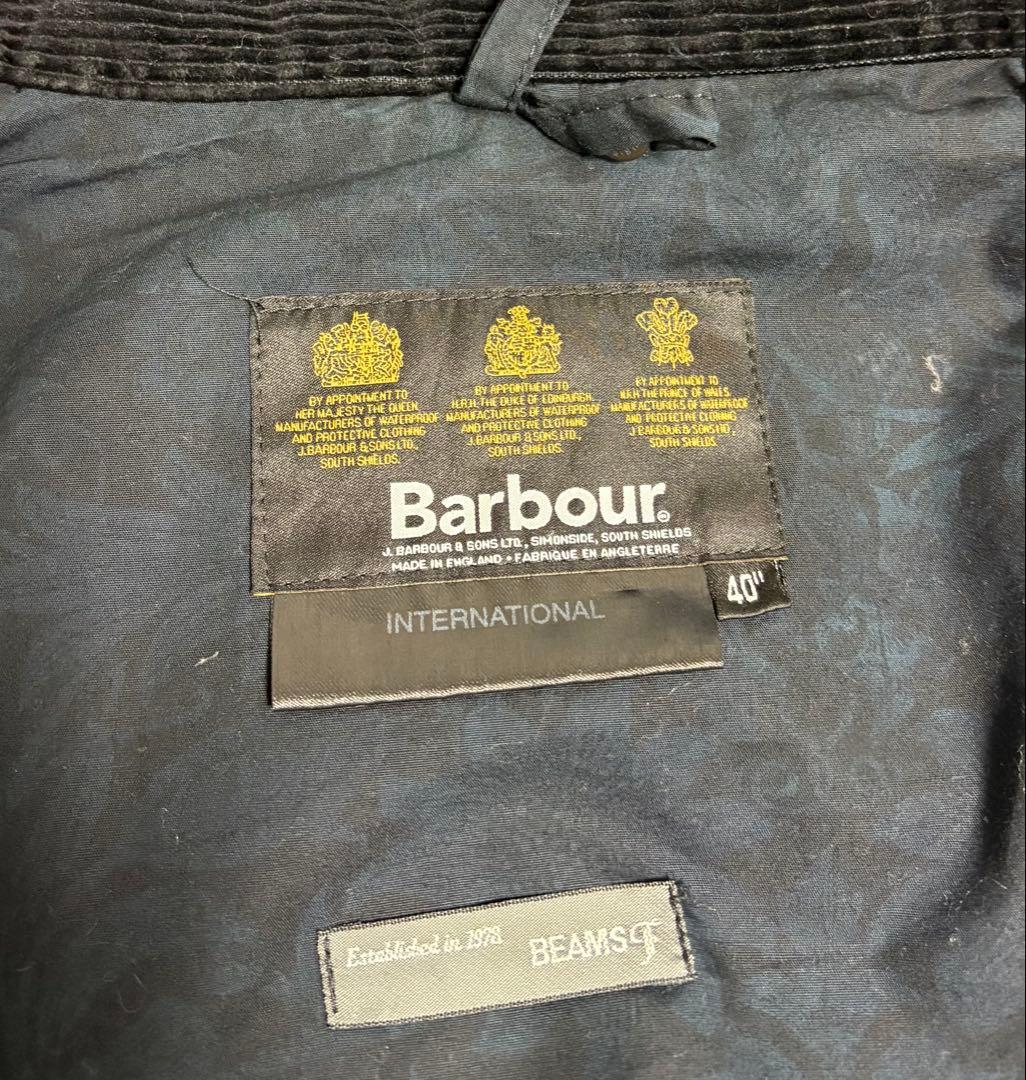 BY APPOINTMENT TO
HER MAJESTY THE QUEEN
MANUFACTURERS OF WATERPROOF
AND PROTECTIVE CLOTHING
J. BARBOUR & SONS LTD.,
SOUTH SHIELDS.
BY APPOINTMENT TO
H.R.H. THE DUKE OF EDINBURGH
MANUFACTURERS OF WATERPROOF
AND PROTECTIVE CLOTHING
J. BARBOUR & SONS LTD.,
SOUTH SHIELDS.
BY APPOINTMENT TO
H.R.H. THE PRINCE OF WALES
MANUFACTURERS OF WATERPROOF
AND PROTECTIVE CLOTHING
J. BARBOUR & SONS LTD,
SOUTH SHIELDS.
Barbour®
J. BARBOUR & SONS LTD., SIMONSIDE, SOUTH SHIELDS
MADE IN ENGLAND • FABRIQUE EN ANGLETERRE
40"
INTERNATIONAL
Established in 1978 BEAMS F